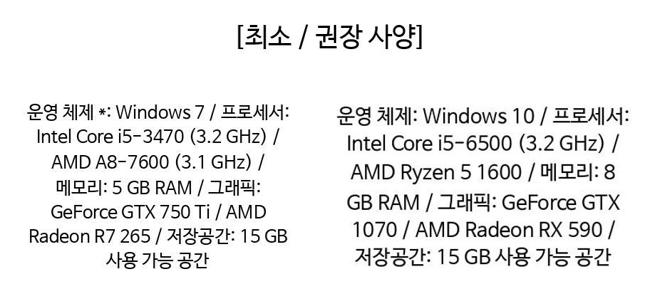 [최소 / 권장 사양]
운영 체제 *: Windows 7 / 프로세서:
Intel Core i5-3470 (3.2 GHz) /
AMD A8-7600 (3.1 GHz) /
메모리: 5 GB RAM / 그래픽:
GeForce GTX 750 Ti / AMD
Radeon R7 265 / 저장공간: 15 GB
사용 가능 공간
운영 체제: Windows 10 / 프로세서:
Intel Core i5-6500 (3.2 GHz) /
AMD Ryzen 5 1600 / 메모리: 8
GB RAM / 그래픽: GeForce GTX
1070 / AMD Radeon RX 590 /
저장공간: 15 GB 사용 가능 공간